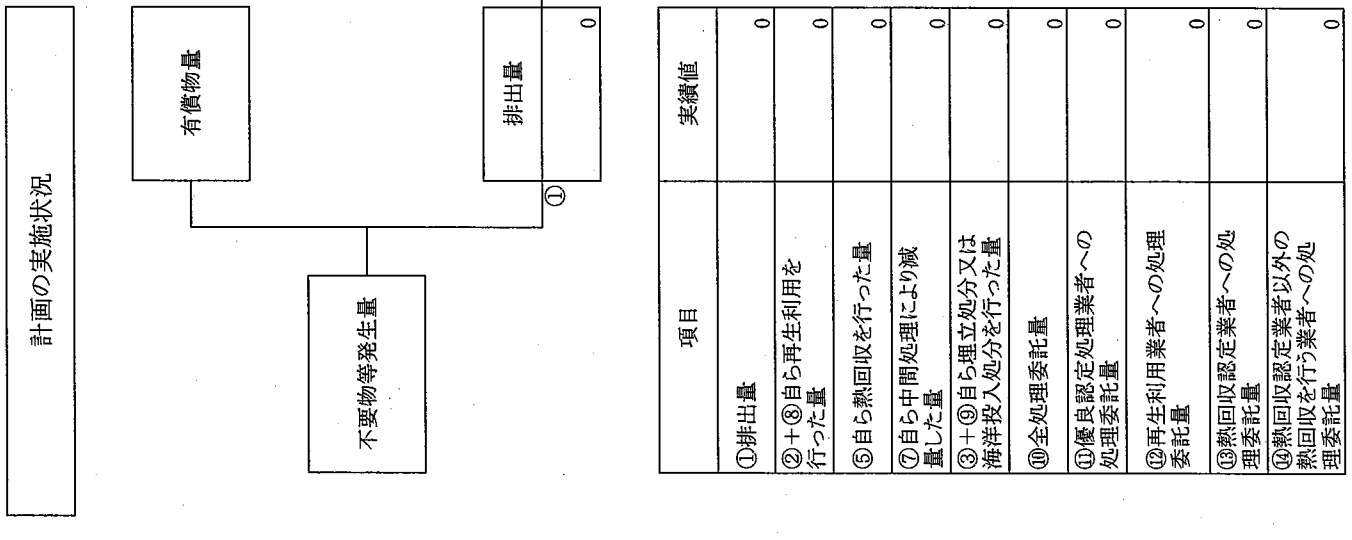 計画の実施状況
有償物量
不要物等発生量
①
排出量
0
項目
実績値
①排出量
0
②+⑧自ら再生利用を
行った量
0
⑤自ら熱回収を行った量
0
⑦自ら中間処理により減
量した量
0
③+⑨自ら埋立処分又は
海洋投入処分を行った量
0
⑩全処理委託量
0
⑪優良認定処理業者への
処理委託量
0
⑫再生利用業者への処理
委託量
0
⑬熱回収認定業者への処
理委託量
0
⑭熱回収認定業者以外の
熱回収を行う業者への処
理委託量
0